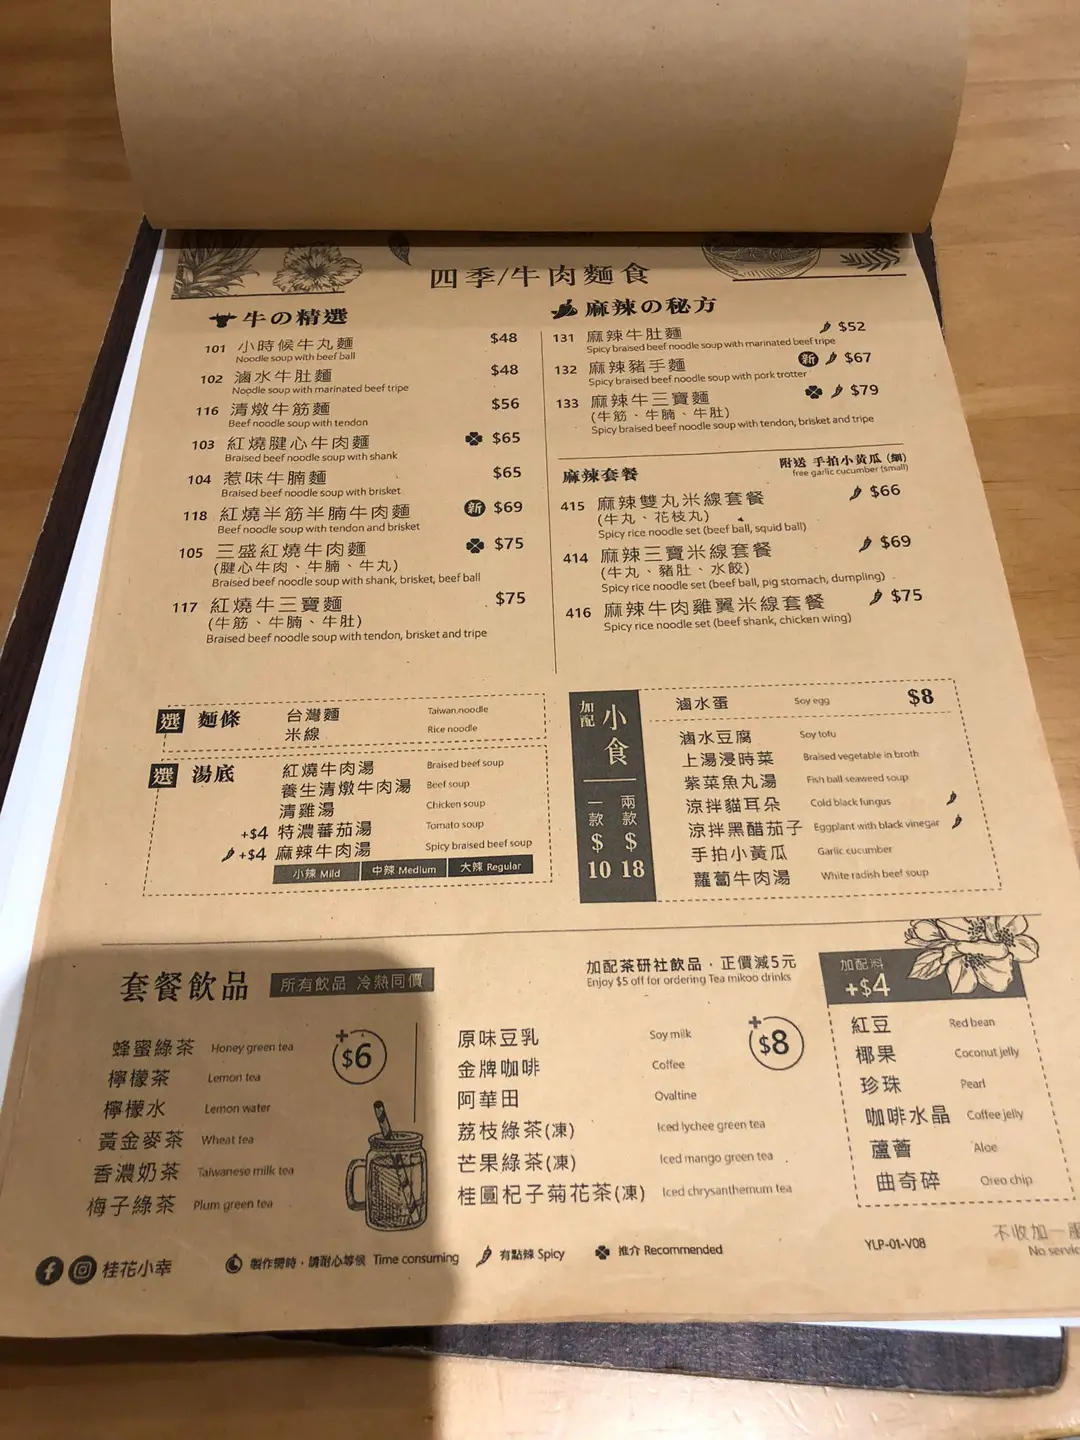 四季/牛肉麵食
牛の精選
101 小時候牛丸麵 $48
Noodle soup with beef ball
102 滷水牛肚麵 $48
Noodle soup with marinated beef tripe
116 清燉牛筋麵 $56
Beef noodle soup with tendon
103 紅燒腱心牛肉麵 $65
Braised beef noodle soup with shank
104 惹味牛腩麵 $65
Braised beef noodle soup with brisket
118 紅燒半筋半腩牛肉麵 新 $69
Beef noodle soup with tendon and brisket
105 三盛紅燒牛肉麵 $75
(腱心牛肉、牛腩、牛丸)
Braised beef noodle soup with shank, brisket, beef ball
117 紅燒牛三寶麵 $75
(牛筋、牛腩、牛肚)
Braised beef noodle soup with tendon, brisket and tripe
麻辣の秘方
131 麻辣牛肚麵 $52
Spicy braised beef noodle soup with marinated beef tripe
132 麻辣豬手麵 新 $67
Spicy braised beef noodle soup with pork trotter
133 麻辣牛三寶麵 $79
(牛筋、牛腩、牛肚)
Spicy braised beef noodle soup with tendon, brisket and tripe
麻辣套餐 附送 手拍小黃瓜 (細)
free garlic cucumber (small)
415 麻辣雙丸米線套餐 $66
(牛丸、花枝丸)
Spicy rice noodle set (beef ball, squid ball)
414 麻辣三寶米線套餐 $69
(牛丸、豬肚、水餃)
Spicy rice noodle set (beef ball, pig stomach, dumpling)
416 麻辣牛肉雞翼米線套餐 $75
Spicy rice noodle set (beef shank, chicken wing)
選 麵條 台灣麵 Taiwan noodle
米線 Rice noodle
選 湯底 紅燒牛肉湯 Braised beef soup
養生清燉牛肉湯 Beef soup
清雞湯 Chicken soup
+$4 特濃蕃茄湯 Tomato soup
+$4 麻辣牛肉湯 Spicy braised beef soup
小辣 Mild 中辣 Medium 大辣 Regular
加配 小食
一款 $10
兩款 $18
滷水蛋 Soy egg $8
滷水豆腐 Soy tofu
上湯浸時菜 Braised vegetable in broth
紫菜魚丸湯 Fish ball seaweed soup
涼拌貓耳朵 Cold black fungus
涼拌黑醋茄子 Eggplant with black vinegar
手拍小黃瓜 Garlic cucumber
蘿蔔牛肉湯 White radish beef soup
套餐飲品 所有飲品 冷熱同價
蜂蜜綠茶 Honey green tea
檸檬茶 Lemon tea
檸檬水 Lemon water
黃金麥茶 Wheat tea
香濃奶茶 Taiwanese milk tea
梅子綠茶 Plum green tea
+$6
加配茶研社飲品，正價減5元
Enjoy $5 off for ordering Tea mikoo drinks
原味豆乳 Soy milk
金牌咖啡 Coffee
阿華田 Ovaltine
荔枝綠茶(凍) Iced lychee green tea
芒果綠茶(凍) Iced mango green tea
桂圓杞子菊花茶(凍) Iced chrysanthemum tea
+$8
加配料
+$4
紅豆 Red bean
椰果 Coconut jelly
珍珠 Pearl
咖啡水晶 Coffee jelly
蘆薈 Aloe
曲奇碎 Oreo chip
桂花小幸
製作需時，請耐心等候 Time consuming
有點辣 Spicy
推介 Recommended
YLP-01-V08
不收加一服
No servic